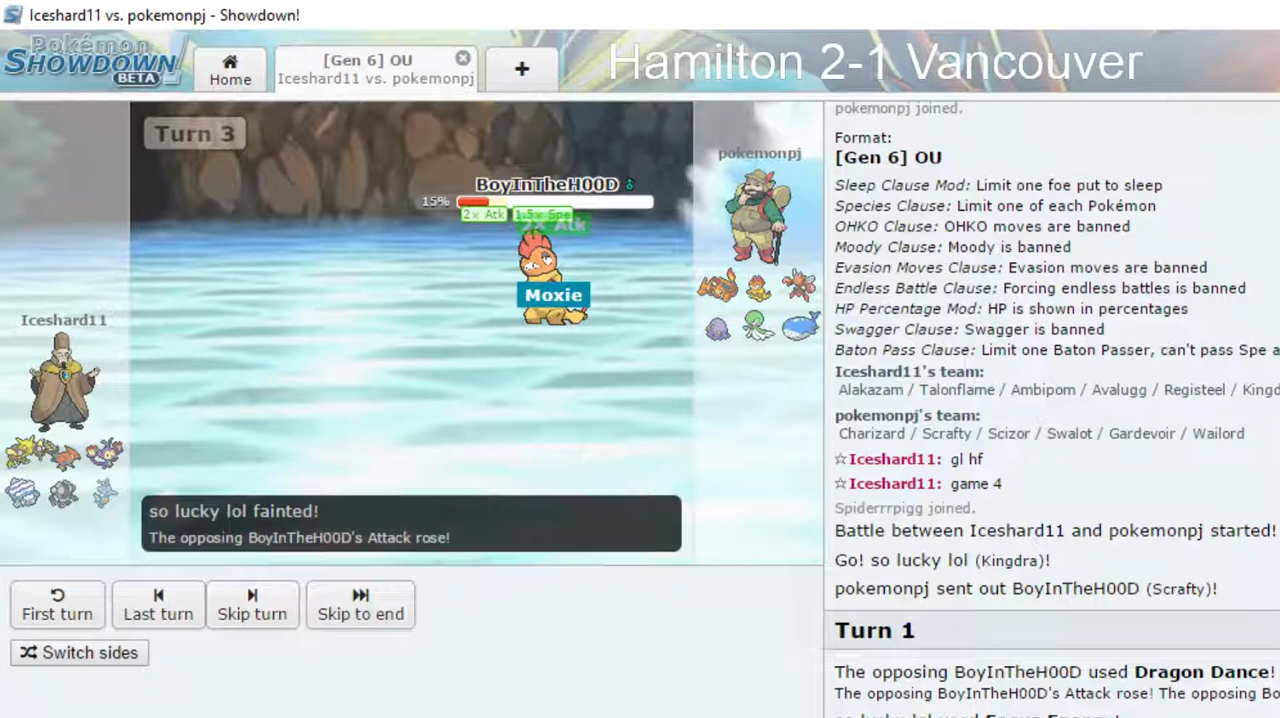 Iceshard11 vs. pokemonpj - Showdown!
Pokémon
SHOWDOWN
BETA
Home
[Gen 6] OU
Iceshard11 vs. pokemonpj
+
Hamilton 2-1 Vancouver
Turn 3
pokemonpj
BoyInTheH00D
15%
2× Atk
1.5× Spe
2× Atk
Moxie
Iceshard11
so lucky lol fainted!
The opposing BoyInTheH00D's Attack rose!
First turn
Last turn
Skip turn
Skip to end
Switch sides
pokemonpj joined.
Format:
[Gen 6] OU
Sleep Clause Mod: Limit one foe put to sleep
Species Clause: Limit one of each Pokémon
OHKO Clause: OHKO moves are banned
Moody Clause: Moody is banned
Evasion Moves Clause: Evasion moves are banned
Endless Battle Clause: Forcing endless battles is banned
HP Percentage Mod: HP is shown in percentages
Swagger Clause: Swagger is banned
Baton Pass Clause: Limit one Baton Passer, can't pass Spe a
Iceshard11's team:
Alakazam / Talonflame / Ambipom / Avalugg / Registeel / Kingd
pokemonpj's team:
Charizard / Scrafty / Scizor / Swalot / Gardevoir / Wailord
☆Iceshard11: gl hf
☆Iceshard11: game 4
Spiderrrpigg joined.
Battle between Iceshard11 and pokemonpj started!
Go! so lucky lol (Kingdra)!
pokemonpj sent out BoyInTheH00D (Scrafty)!
Turn 1
The opposing BoyInTheH00D used Dragon Dance!
The opposing BoyInTheH00D's Attack rose! The opposing Bo
so lucky lol used Focus Energy!